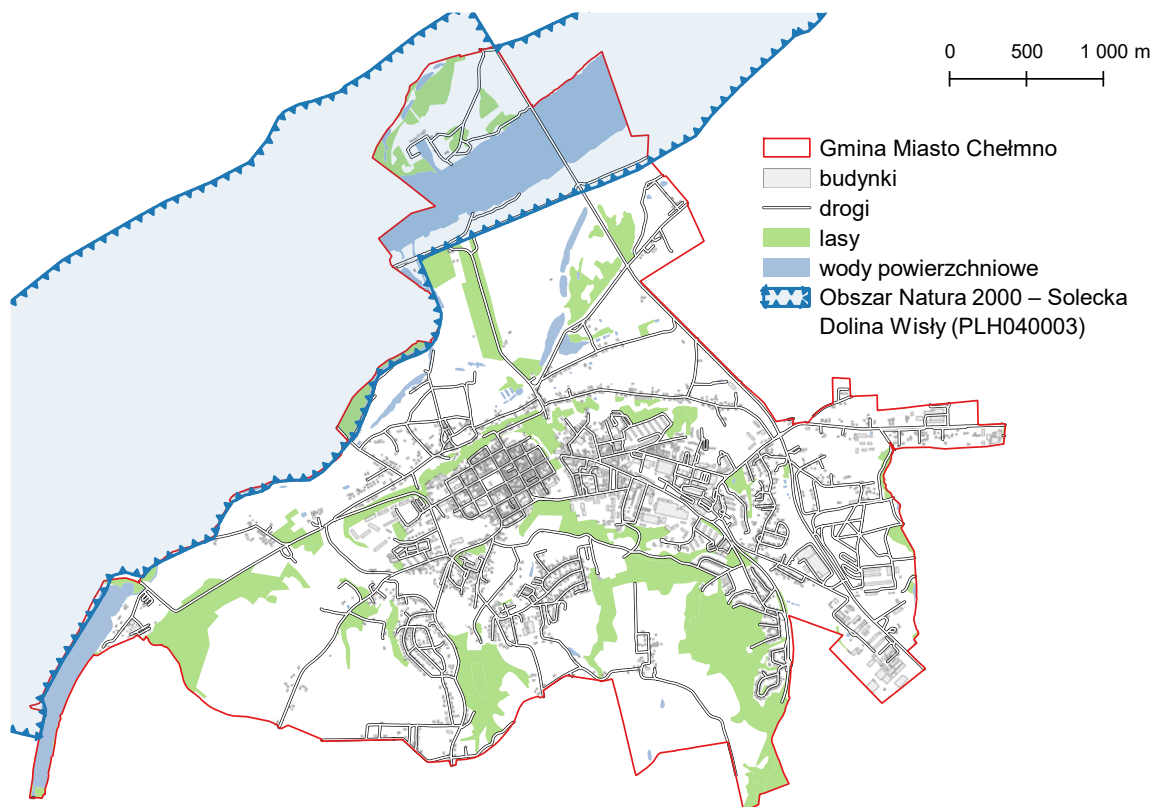 0 500 1 000 m
Gmina Miasto Chełmno
budynki
drogi
lasy
wody powierzchniowe
Obszar Natura 2000 – Solecka
Dolina Wisły (PLH040003)